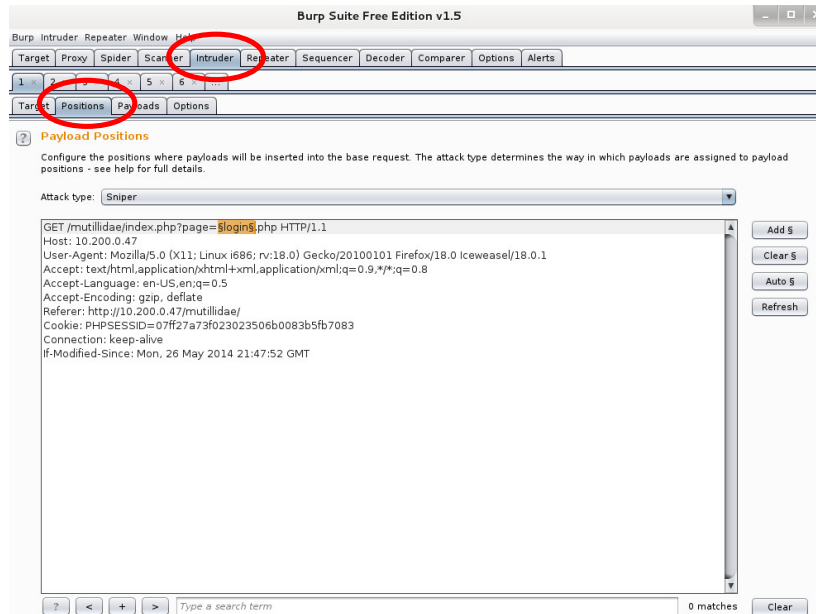 Burp Suite Free Edition v1.5
Burp Intruder Repeater Window Help
Target Proxy Spider Scanner Intruder Repeater Sequencer Decoder Comparer Options Alerts
1 × 2 3 4 × 5 × 6 × ...
Target Positions Payloads Options
? Payload Positions
Configure the positions where payloads will be inserted into the base request. The attack type determines the way in which payloads are assigned to payload
positions - see help for full details.
Attack type: Sniper
GET /mutillidae/index.php?page=§login§.php HTTP/1.1
Host: 10.200.0.47
User-Agent: Mozilla/5.0 (X11; Linux i686; rv:18.0) Gecko/20100101 Firefox/18.0 Iceweasel/18.0.1
Accept: text/html,application/xhtml+xml,application/xml;q=0.9,*/*;q=0.8
Accept-Language: en-US,en;q=0.5
Accept-Encoding: gzip, deflate
Referer: http://10.200.0.47/mutillidae/
Cookie: PHPSESSID=07ff27a73f023023506b0083b5fb7083
Connection: keep-alive
If-Modified-Since: Mon, 26 May 2014 21:47:52 GMT
Add §
Clear §
Auto §
Refresh
? < + > Type a search term 0 matches Clear